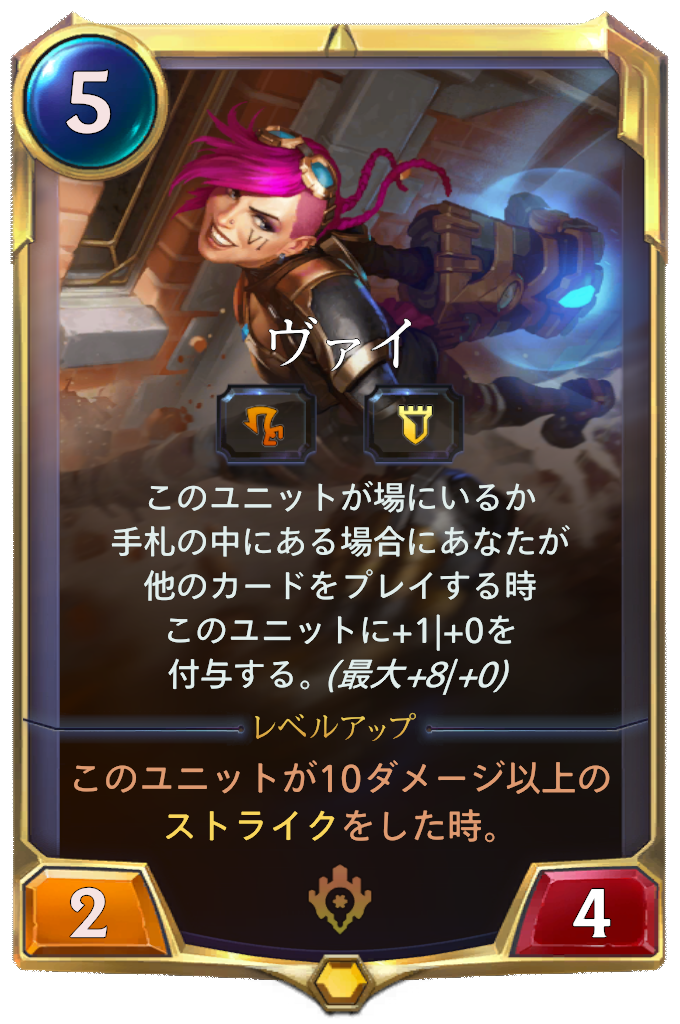 5
VI
ヴァイ
このユニットが場にいるか
手札の中にある場合にあなたが
他のカードをプレイする時
このユニットに+1|+0を
付与する。(最大+8|+0)
レベルアップ
このユニットが10ダメージ以上の
ストライクをした時。
2
4